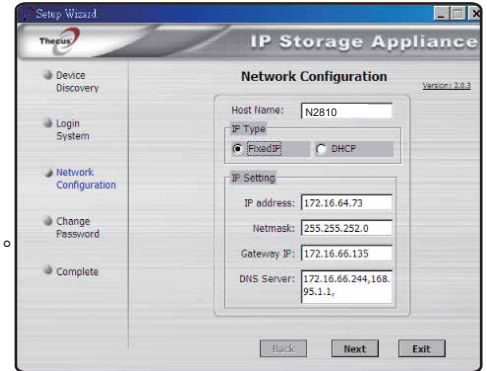 Setup Wizard
Thecus
IP Storage Appliance
Device
Discovery
Login
System
Network
Configuration
Change
Password
Complete
Network Configuration
Version: 2.0.3
Host Name: N2810
IP Type
FixedIP DHCP
IP Setting
IP address: 172.16.64.73
Netmask: 255.255.252.0
Gateway IP: 172.16.66.135
DNS Server: 172.16.66.244,168.
95.1.1,
Back Next Exit